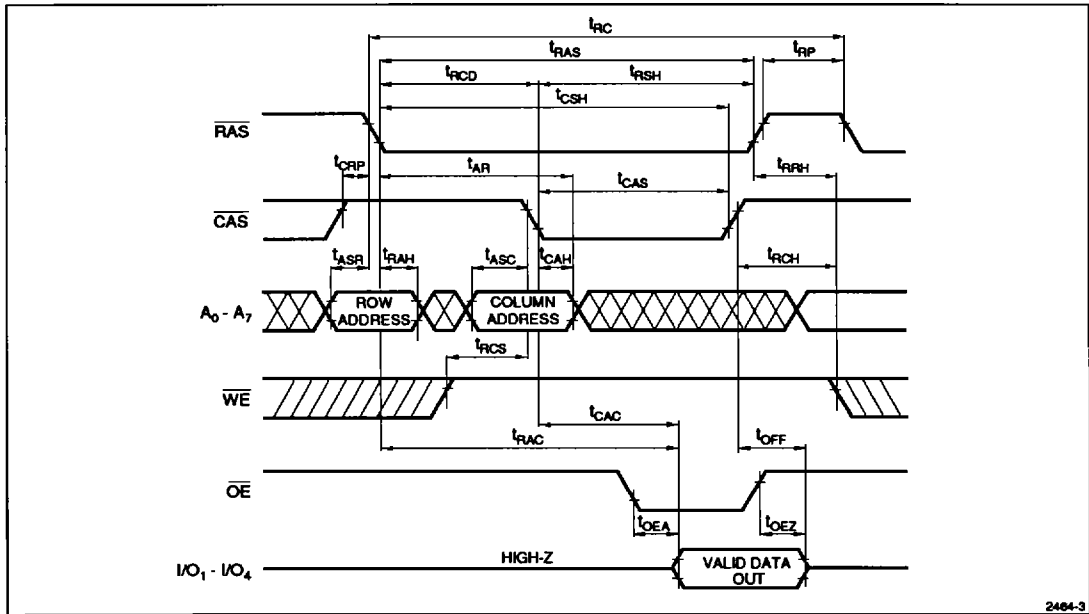 tRC
tRAS
tRP
tRCD
tRSH
tCSH
RAS
tCRP
tAR
tRRH
tCAS
CAS
tASR
tRAH
tASC
tCAH
tRCH
A0 - A7
ROW
ADDRESS
COLUMN
ADDRESS
tRCS
WE
tCAC
tRAC
tOFF
OE
tOEA
tOEZ
I/O1 - I/O4
HIGH-Z
VALID DATA
OUT
2464-3